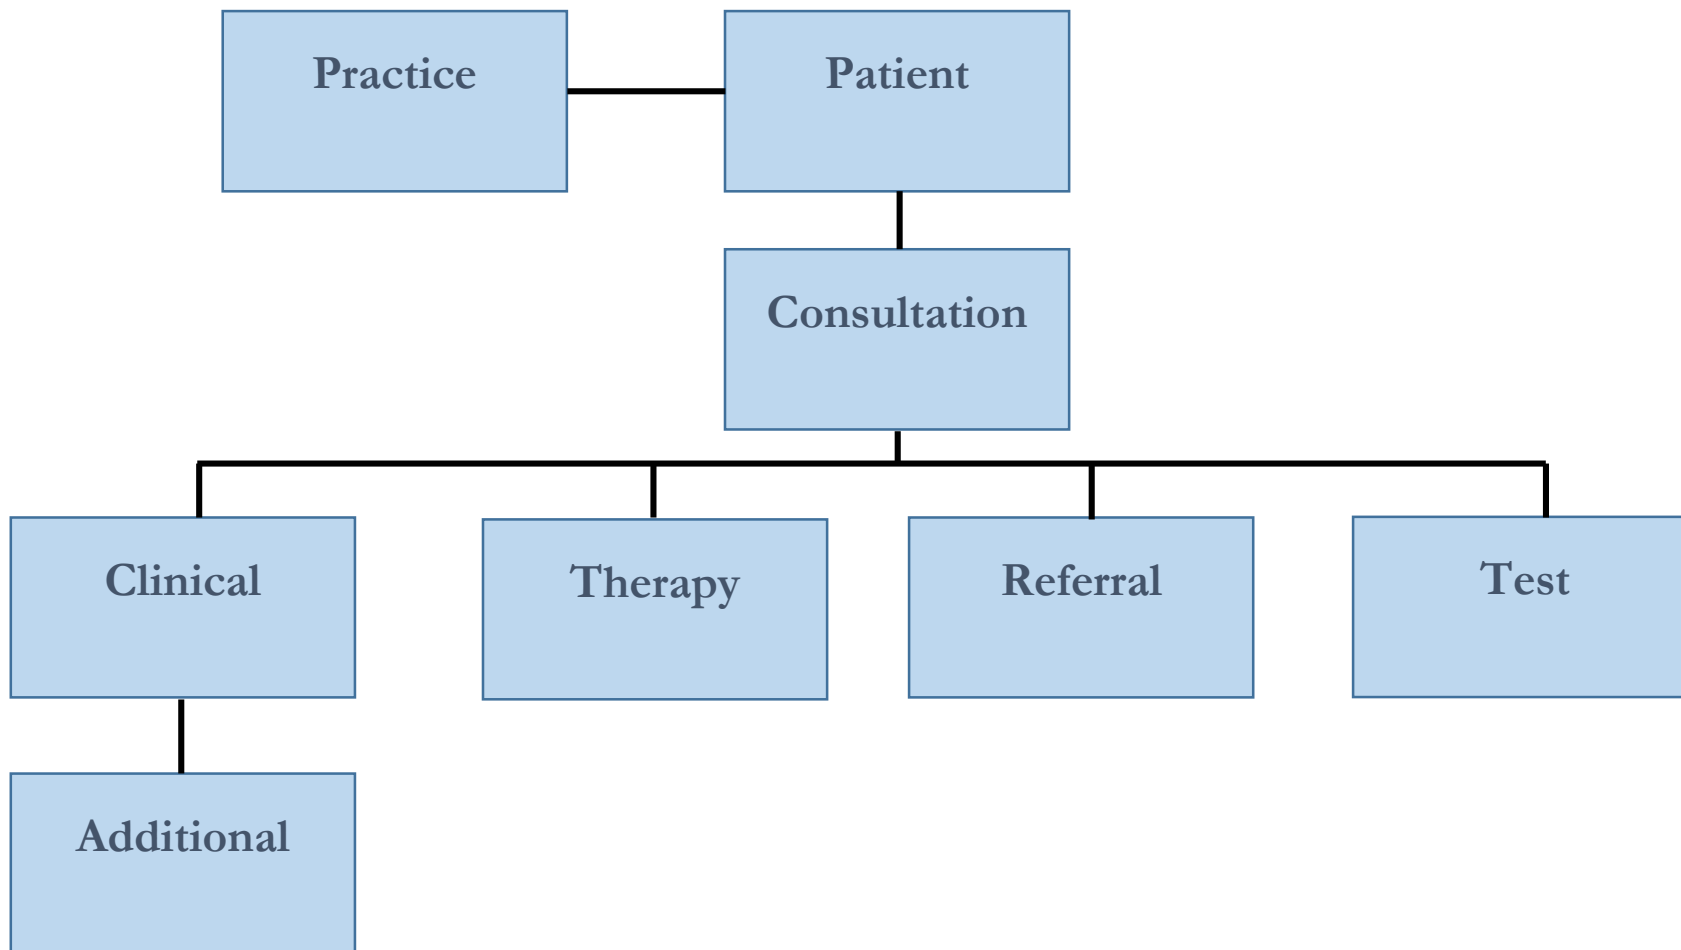 Practice
Patient
Consultation
Clinical
Therapy
Referral
Test
Additional